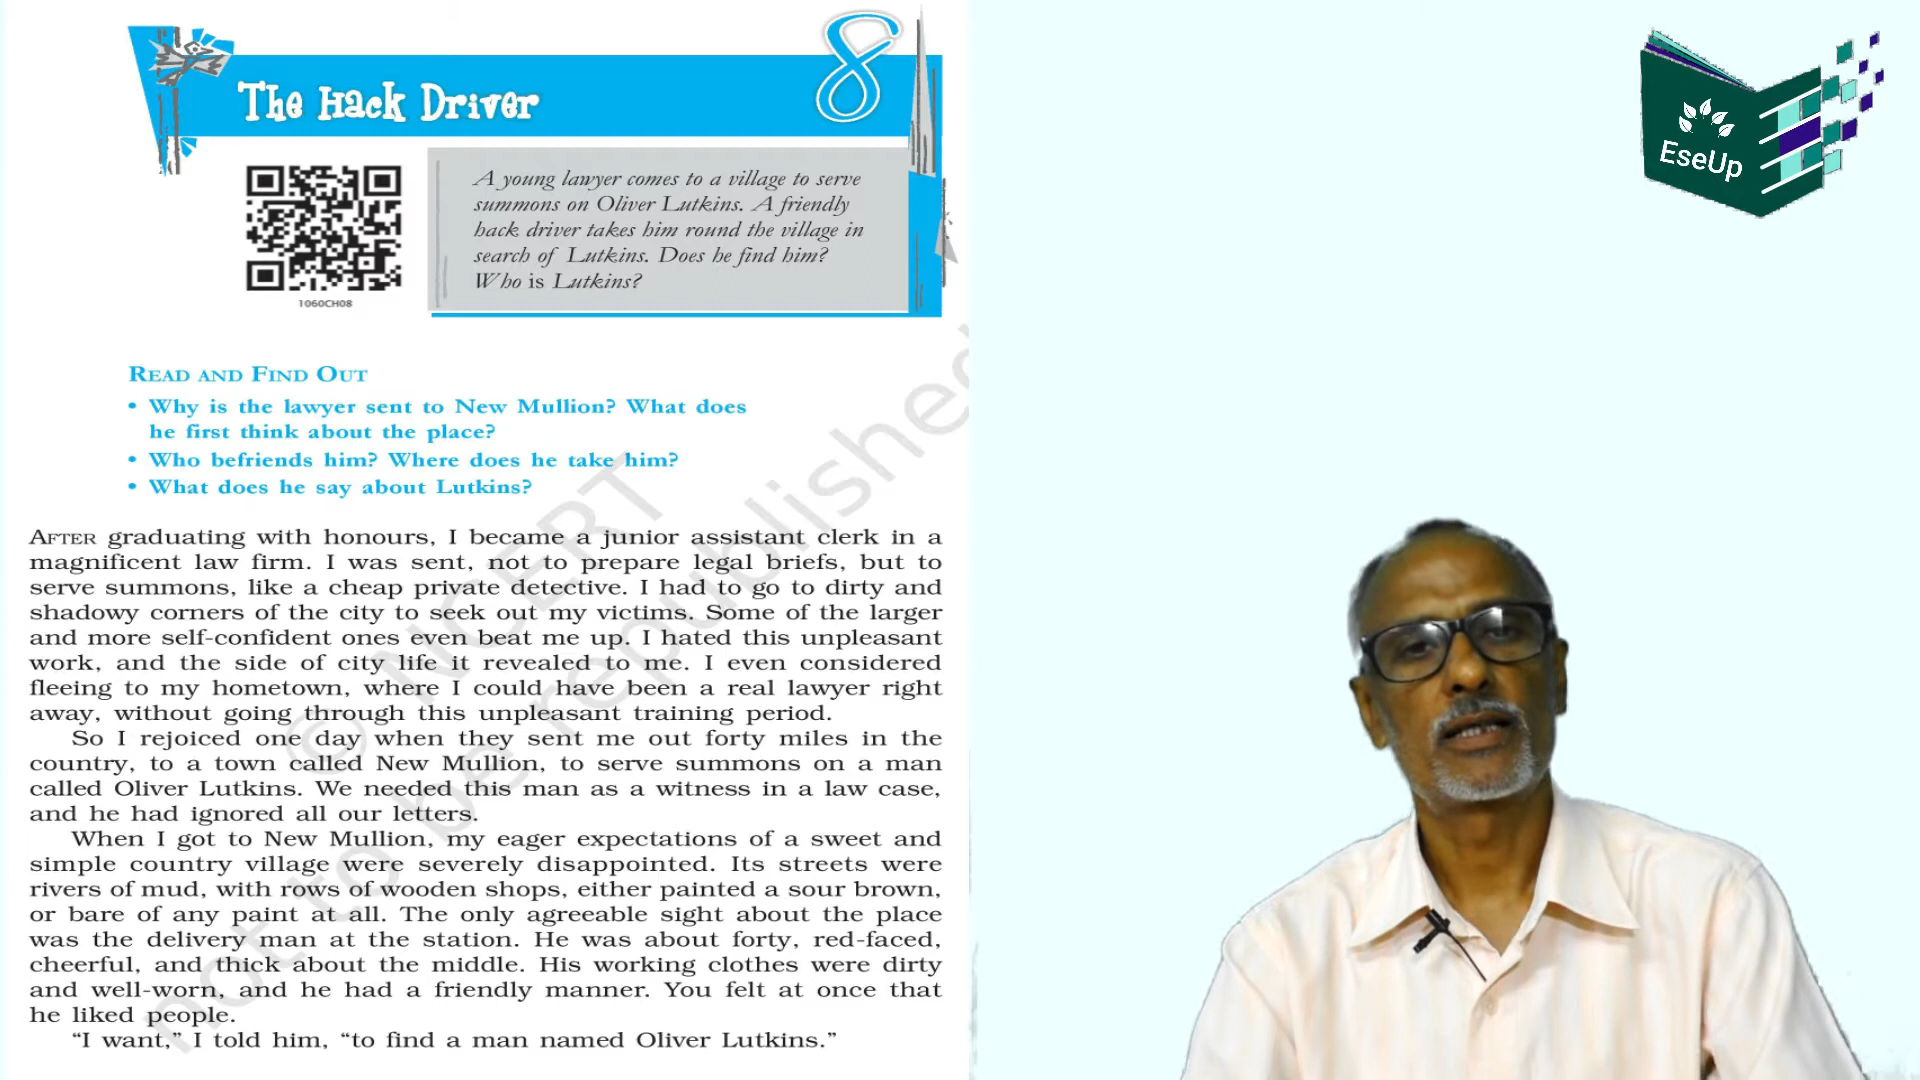 8
The Hack Driver
A young lawyer comes to a village to serve
summons on Oliver Lutkins. A friendly
hack driver takes him round the village in
search of Lutkins. Does he find him?
Who is Lutkins?
1060CH08
READ AND FIND OUT
• Why is the lawyer sent to New Mullion? What does
he first think about the place?
• Who befriends him? Where does he take him?
• What does he say about Lutkins?
AFTER graduating with honours, I became a junior assistant clerk in a
magnificent law firm. I was sent, not to prepare legal briefs, but to
serve summons, like a cheap private detective. I had to go to dirty and
shadowy corners of the city to seek out my victims. Some of the larger
and more self-confident ones even beat me up. I hated this unpleasant
work, and the side of city life it revealed to me. I even considered
fleeing to my hometown, where I could have been a real lawyer right
away, without going through this unpleasant training period.
So I rejoiced one day when they sent me out forty miles in the
country, to a town called New Mullion, to serve summons on a man
called Oliver Lutkins. We needed this man as a witness in a law case,
and he had ignored all our letters.
When I got to New Mullion, my eager expectations of a sweet and
simple country village were severely disappointed. Its streets were
rivers of mud, with rows of wooden shops, either painted a sour brown,
or bare of any paint at all. The only agreeable sight about the place
was the delivery man at the station. He was about forty, red-faced,
cheerful, and thick about the middle. His working clothes were dirty
and well-worn, and he had a friendly manner. You felt at once that
he liked people.
“I want,” I told him, “to find a man named Oliver Lutkins.”
© NCERT
not to be republished
EseUp